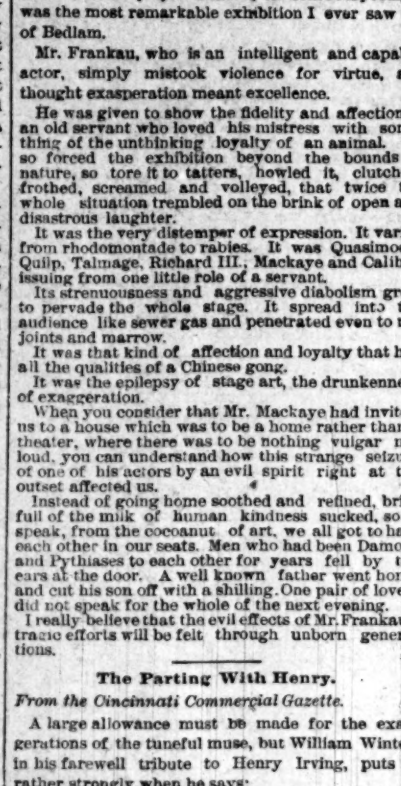 was the most remarkable exhibition I ever saw
of Bedlam.
Mr. Frankau, who is an intelligent and capa
actor, simply mistook violence for virtue, a
thought exasperation meant excellence.
He was given to show the fidelity and affection
an old servant who loved his mistress with som
thing of the unthinking loyalty of an animal.
so forced the exhibition beyond the bounds
nature, so tore it to tatters, howled it, clutch
frothed, screamed and volleyed, that twice t
whole situation trembled on the brink of open a
disastrous laughter.
It was the very distemper of expression. It vari
from rhodomontade to rabies. It was Quasimo
Quilp, Talmage, Richard III., Mackaye and Calib
issuing from one little role of a servant.
Its strenuousness and aggressive diabolism gr
to pervade the whole stage. It spread into t
audience like sewer gas and penetrated even to t
joints and marrow.
It was that kind of affection and loyalty that h
all the qualities of a Chinese gong.
It was the epilepsy of stage art, the drunkenne
of exaggeration.
When you consider that Mr. Mackaye had invit
us to a house which was to be a home rather than
theater, where there was to be nothing vulgar n
loud, you can understand how this strange seizu
of one of his actors by an evil spirit right at t
outset affected us.
Instead of going home soothed and refined, bri
full of the milk of human kindness sucked, so
speak, from the cocoanut of art, we all got to ha
each other in our seats. Men who had been Damo
and Pythiases to each other for years fell by t
ears at the door. A well known father went hom
and cut his son off with a shilling. One pair of love
did not speak for the whole of the next evening.
I really believe that the evil effects of Mr. Frankau
tragic efforts will be felt through unborn gener
tions.
The Parting With Henry.
From the Cincinnati Commercial Gazette.
A large allowance must be made for the exa
gerations of the tuneful muse, but William Winte
in his farewell tribute to Henry Irving, puts
rather strongly when he says: